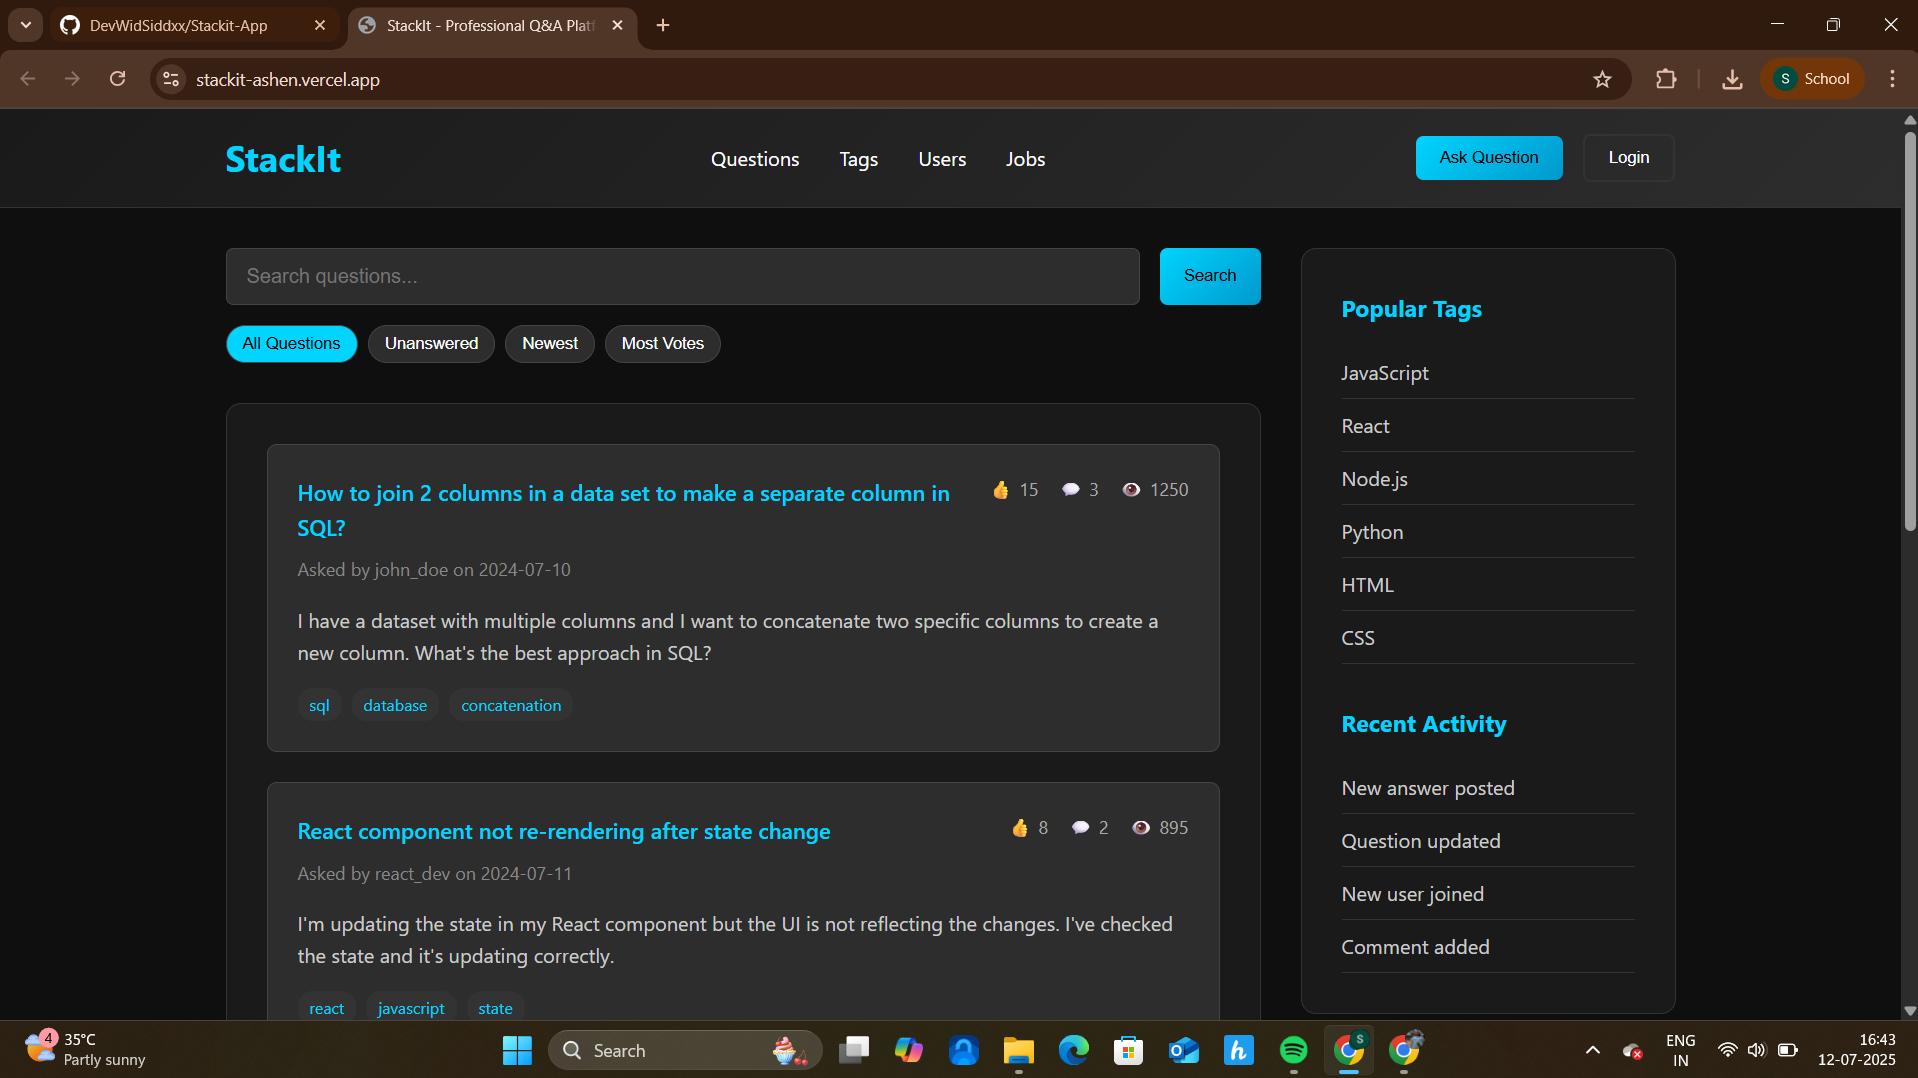 DevWidSiddxx/Stackit-App
StackIt - Professional Q&A Platf
stackit-ashen.vercel.app
S
School
StackIt
Questions
Tags
Users
Jobs
Ask Question
Login
Search questions...
Search
All Questions
Unanswered
Newest
Most Votes
How to join 2 columns in a data set to make a separate column in
SQL?
15
3
1250
Asked by john_doe on 2024-07-10
I have a dataset with multiple columns and I want to concatenate two specific columns to create a
new column. What's the best approach in SQL?
sql
database
concatenation
React component not re-rendering after state change
8
2
895
Asked by react_dev on 2024-07-11
I'm updating the state in my React component but the UI is not reflecting the changes. I've checked
the state and it's updating correctly.
react
javascript
state
Popular Tags
JavaScript
React
Node.js
Python
HTML
CSS
Recent Activity
New answer posted
Question updated
New user joined
Comment added
4
35°C
Partly sunny
Search
h
S
ENG
IN
16:43
12-07-2025